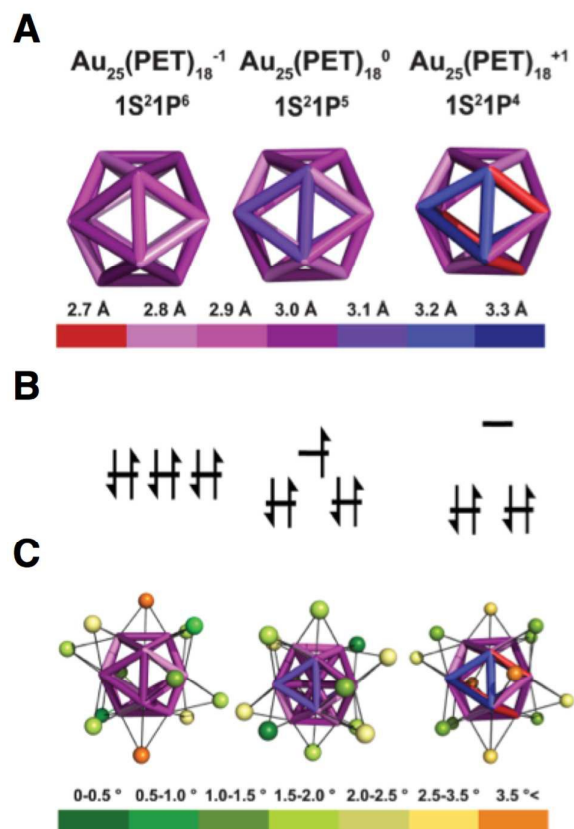 A
Au25(PET)18-1 Au25(PET)180 Au25(PET)18+1
1S21P6 1S21P5 1S21P4
2.7 Å 2.8 Å 2.9 Å 3.0 Å 3.1 Å 3.2 Å 3.3 Å
B
C
0-0.5 ° 0.5-1.0 ° 1.0-1.5 ° 1.5-2.0 ° 2.0-2.5 ° 2.5-3.5 ° 3.5 °<